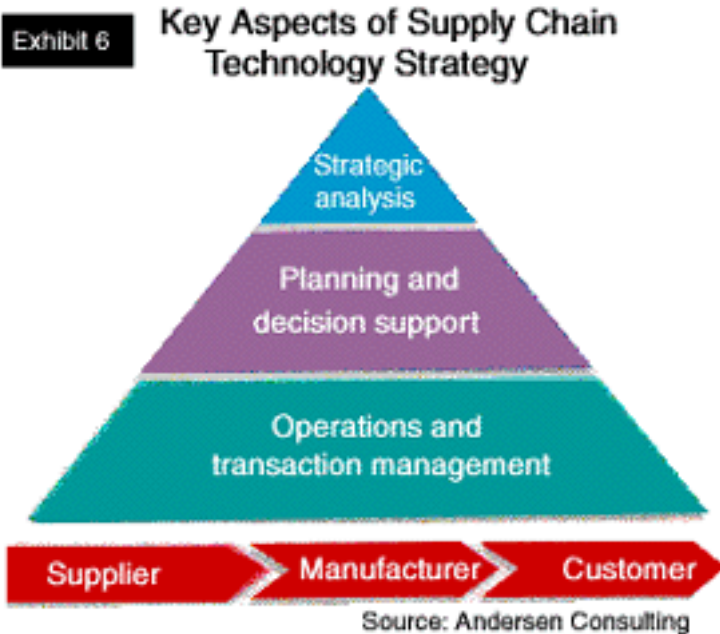 Exhibit 6
Key Aspects of Supply Chain
Technology Strategy
Strategic
analysis
Planning and
decision support
Operations and
transaction management
Supplier
Manufacturer
Customer
Source: Andersen Consulting